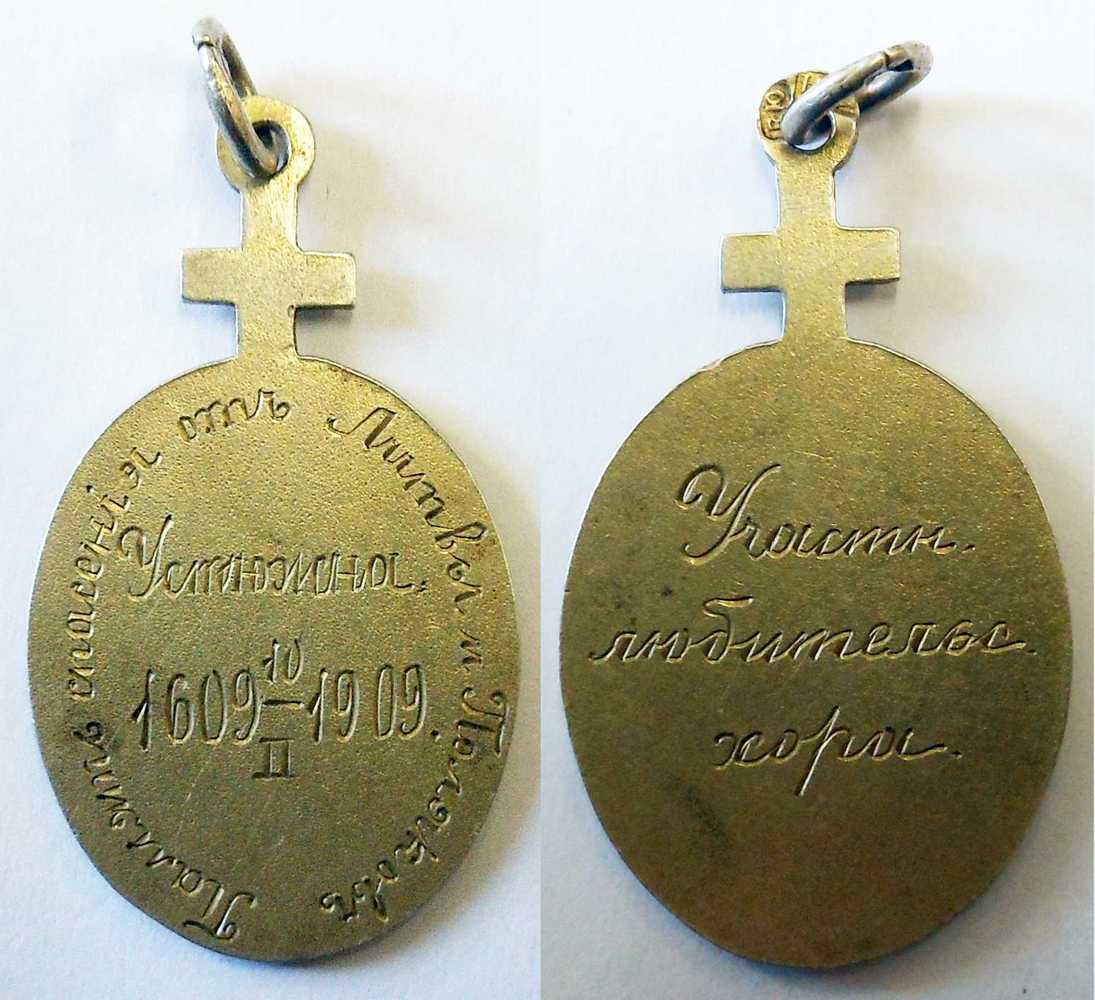 Память спасенія отъ Литвы и Поляковъ
Устюжна.
10
1609 — 1909.
II
Участн.
любительс.
хора.